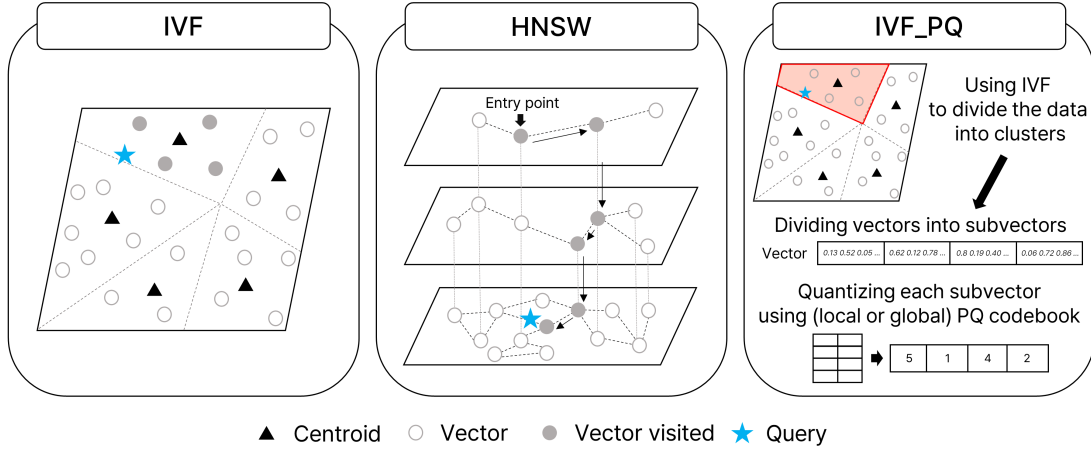 IVF
HNSW
Entry point
IVF_PQ
Using IVF
to divide the data
into clusters
Dividing vectors into subvectors
Vector 0.13 0.52 0.05 ... 0.62 0.12 0.78 ... 0.8 0.19 0.40 ... 0.06 0.72 0.86 ...
Quantizing each subvector
using (local or global) PQ codebook
5 1 4 2
Centroid Vector Vector visited Query